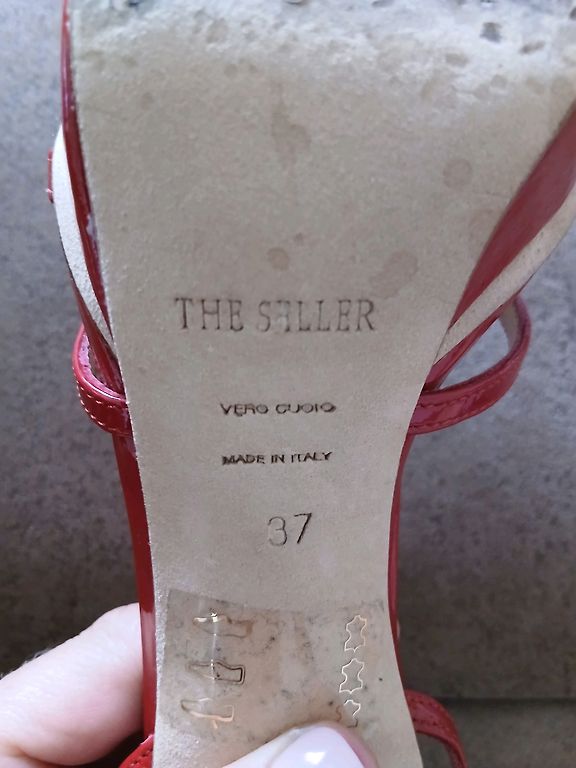 THE SELLER
VERO CUOIO
MADE IN ITALY
37